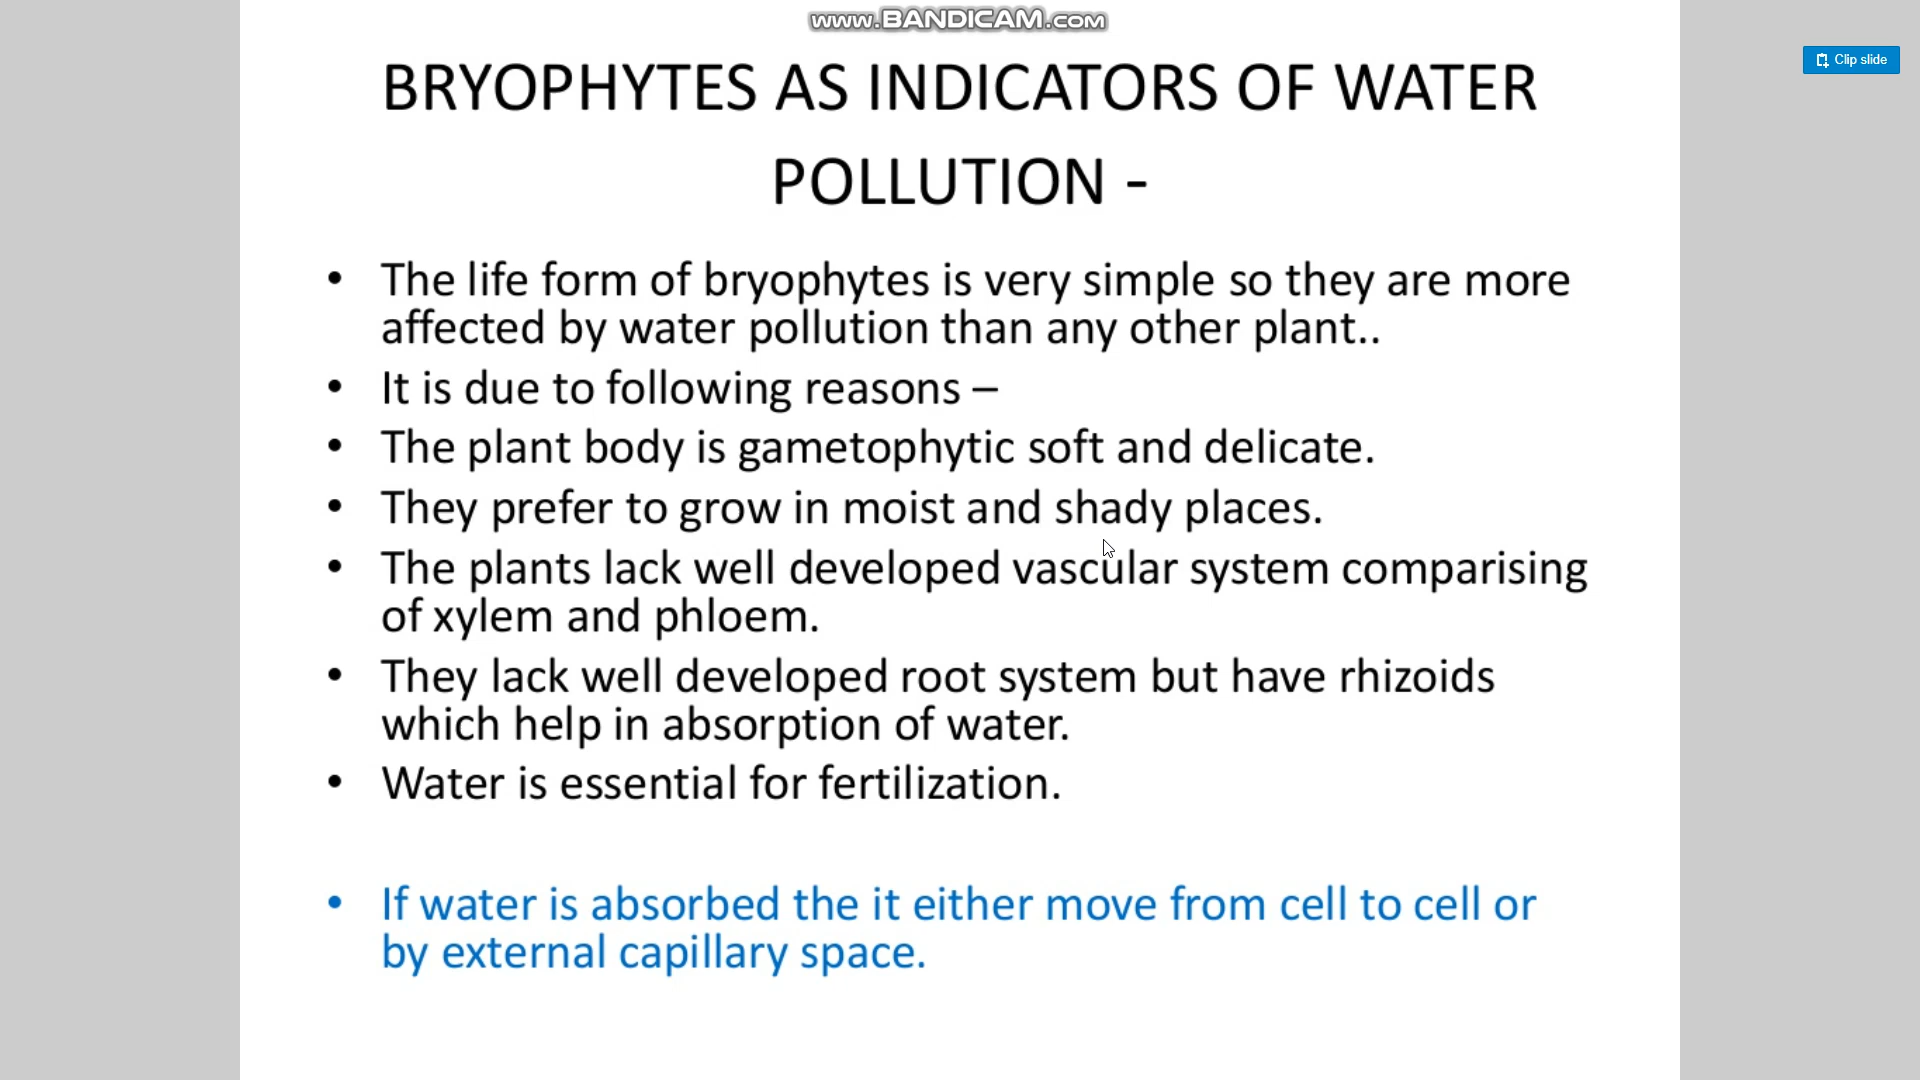 www.BANDICAM.com
Clip slide
BRYOPHYTES AS INDICATORS OF WATER
POLLUTION -
• The life form of bryophytes is very simple so they are more
affected by water pollution than any other plant..
• It is due to following reasons –
• The plant body is gametophytic soft and delicate.
• They prefer to grow in moist and shady places.
• The plants lack well developed vascular system comparising
of xylem and phloem.
• They lack well developed root system but have rhizoids
which help in absorption of water.
• Water is essential for fertilization.
• If water is absorbed the it either move from cell to cell or
by external capillary space.